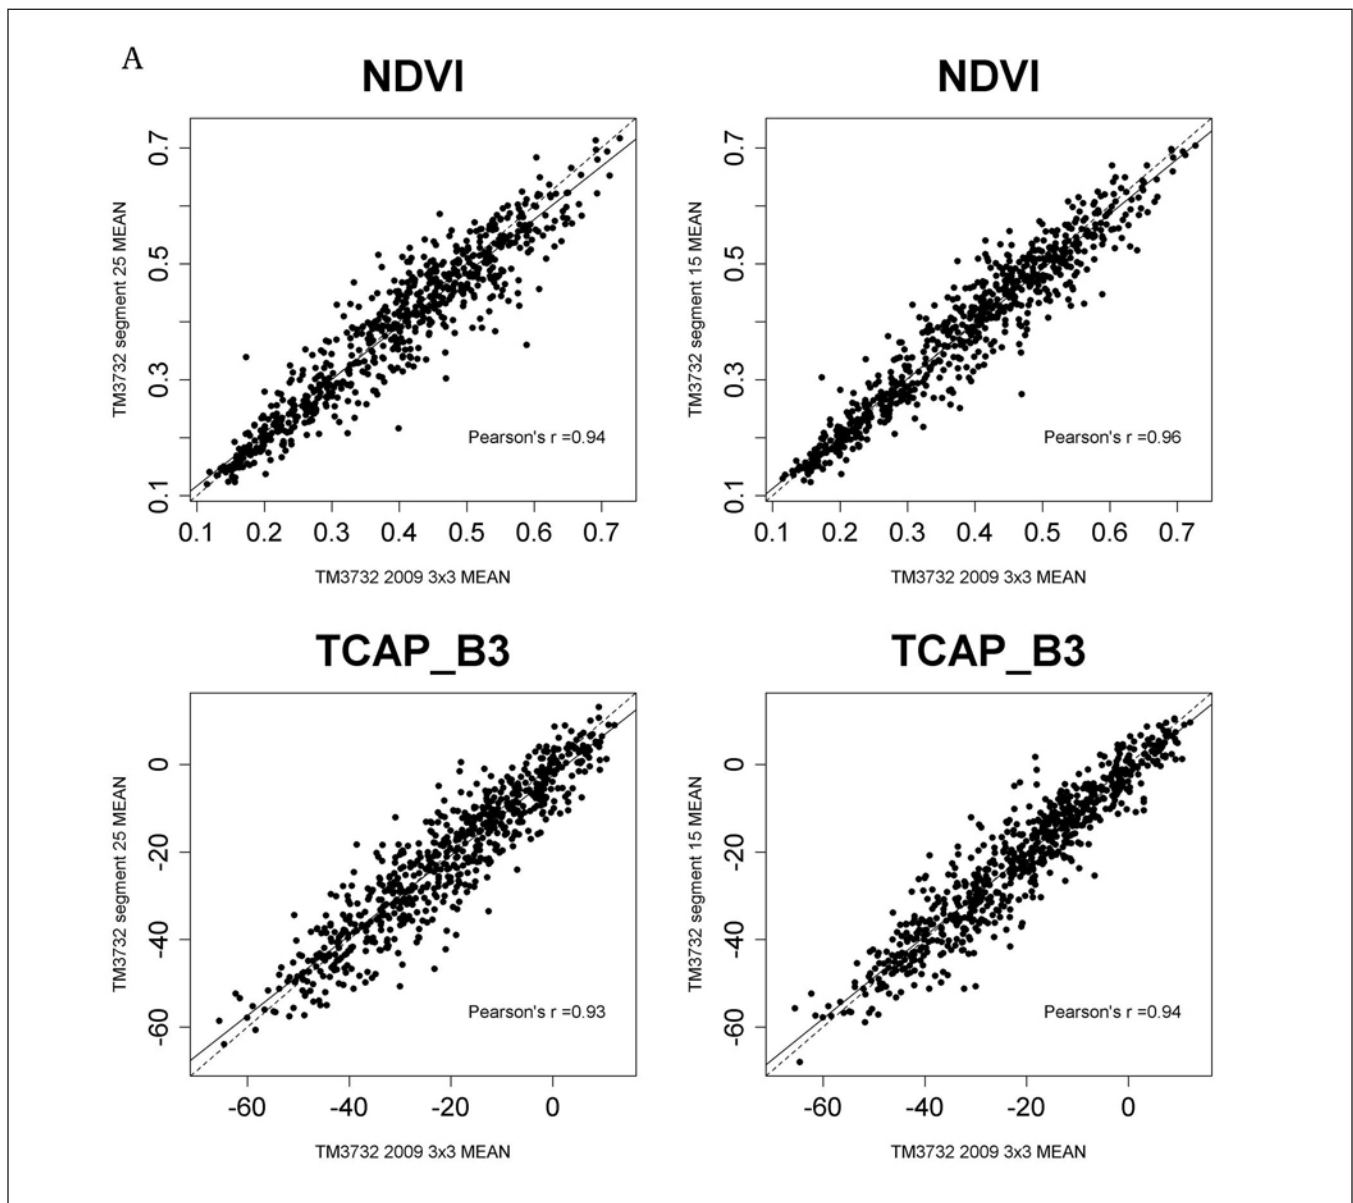 A
NDVI
NDVI
TM3732 segment 25 MEAN
0.1 0.3 0.5 0.7
Pearson's r =0.94
0.1 0.2 0.3 0.4 0.5 0.6 0.7
TM3732 2009 3x3 MEAN
TM3732 segment 15 MEAN
0.1 0.3 0.5 0.7
Pearson's r =0.96
0.1 0.2 0.3 0.4 0.5 0.6 0.7
TM3732 2009 3x3 MEAN
TCAP_B3
TCAP_B3
TM3732 segment 25 MEAN
-60 -40 -20 0
Pearson's r =0.93
-60 -40 -20 0
TM3732 2009 3x3 MEAN
TM3732 segment 15 MEAN
-60 -40 -20 0
Pearson's r =0.94
-60 -40 -20 0
TM3732 2009 3x3 MEAN